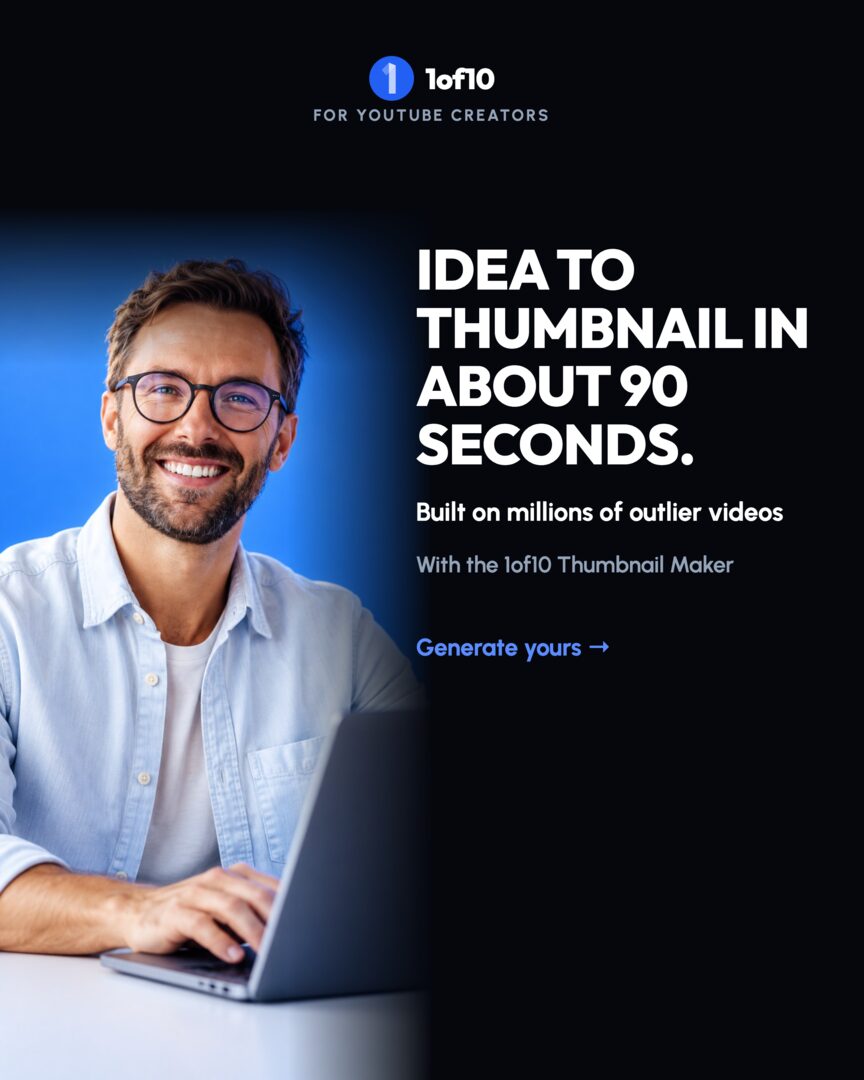 1 1of10
FOR YOUTUBE CREATORS
IDEA TO
THUMBNAIL IN
ABOUT 90
SECONDS.
Built on millions of outlier videos
With the 1of10 Thumbnail Maker
Generate yours →